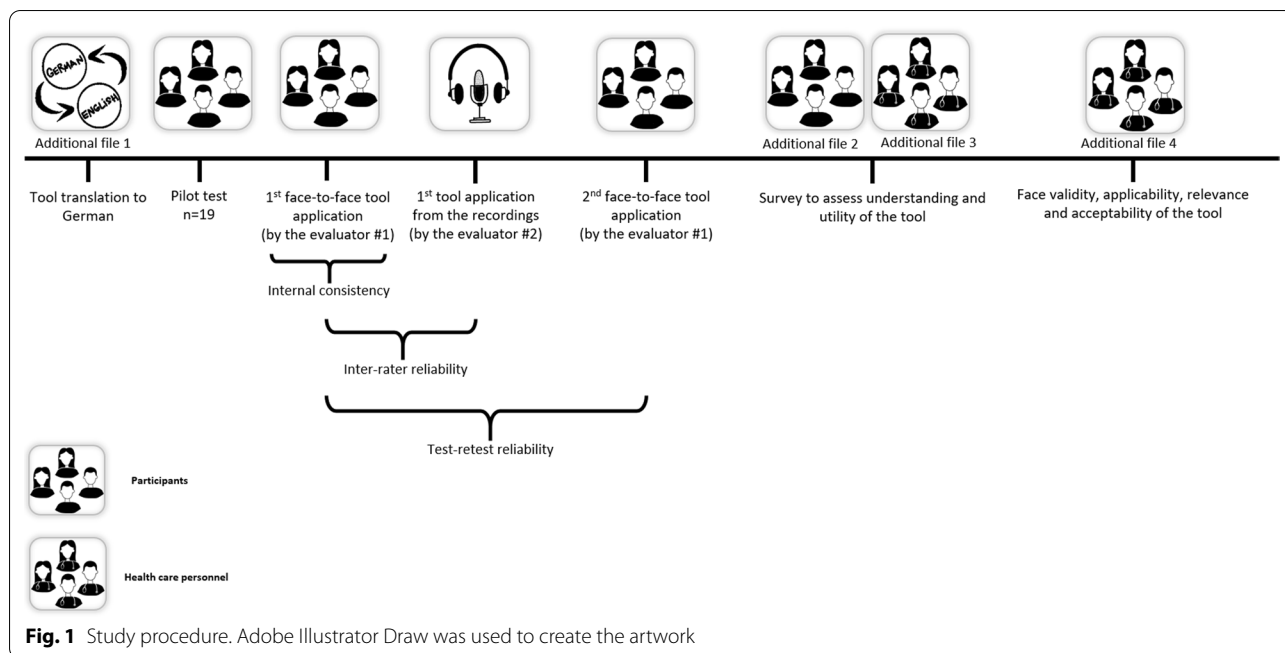 GERMAN
ENGLISH
Additional file 1
Additional file 2
Additional file 3
Additional file 4
Tool translation to
German
Pilot test
n=19
1st face-to-face tool
application
(by the evaluator #1)
1st tool application
from the recordings
(by the evaluator #2)
2nd face-to-face tool
application
(by the evaluator #1)
Survey to assess understanding and
utility of the tool
Face validity, applicability, relevance
and acceptability of the tool
Internal consistency
Inter-rater reliability
Test-retest reliability
Participants
Health care personnel
Fig. 1 Study procedure. Adobe Illustrator Draw was used to create the artwork